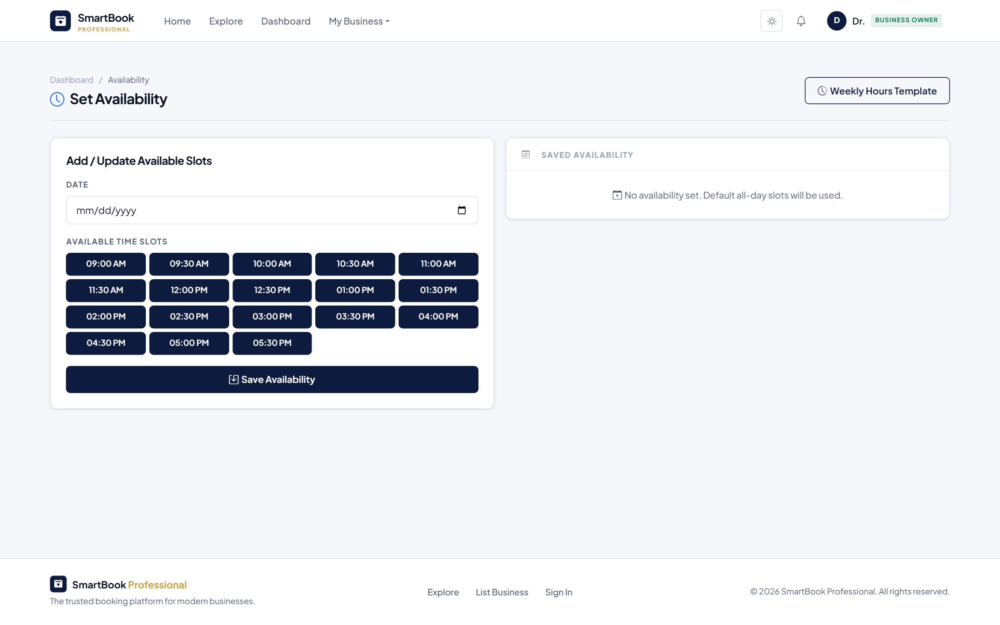 SmartBook
PROFESSIONAL
Home
Explore
Dashboard
My Business
D
Dr.
BUSINESS OWNER
Dashboard / Availability
Set Availability
Weekly Hours Template
Add / Update Available Slots
DATE
mm/dd/yyyy
AVAILABLE TIME SLOTS
09:00 AM
09:30 AM
10:00 AM
10:30 AM
11:00 AM
11:30 AM
12:00 PM
12:30 PM
01:00 PM
01:30 PM
02:00 PM
02:30 PM
03:00 PM
03:30 PM
04:00 PM
04:30 PM
05:00 PM
05:30 PM
Save Availability
SAVED AVAILABILITY
No availability set. Default all-day slots will be used.
SmartBook Professional
The trusted booking platform for modern businesses.
Explore
List Business
Sign In
© 2026 SmartBook Professional. All rights reserved.